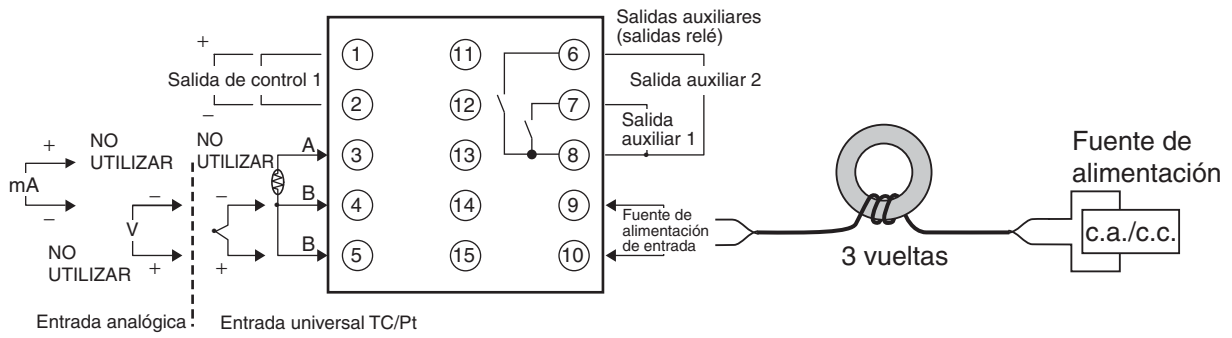 Salidas auxiliares
(salidas relé)
+
1
11
6
Salida de control 1
Salida auxiliar 2
2
12
7
−
Salida
auxiliar 1
NO
UTILIZAR
NO
UTILIZAR
A
3
13
8
+
mA
−
−
−
B
4
14
9
V
Fuente de
alimentación
de entrada
NO
UTILIZAR
+
+
B
5
15
10
Entrada analógica
Entrada universal TC/Pt
3 vueltas
Fuente de
alimentación
c.a./c.c.